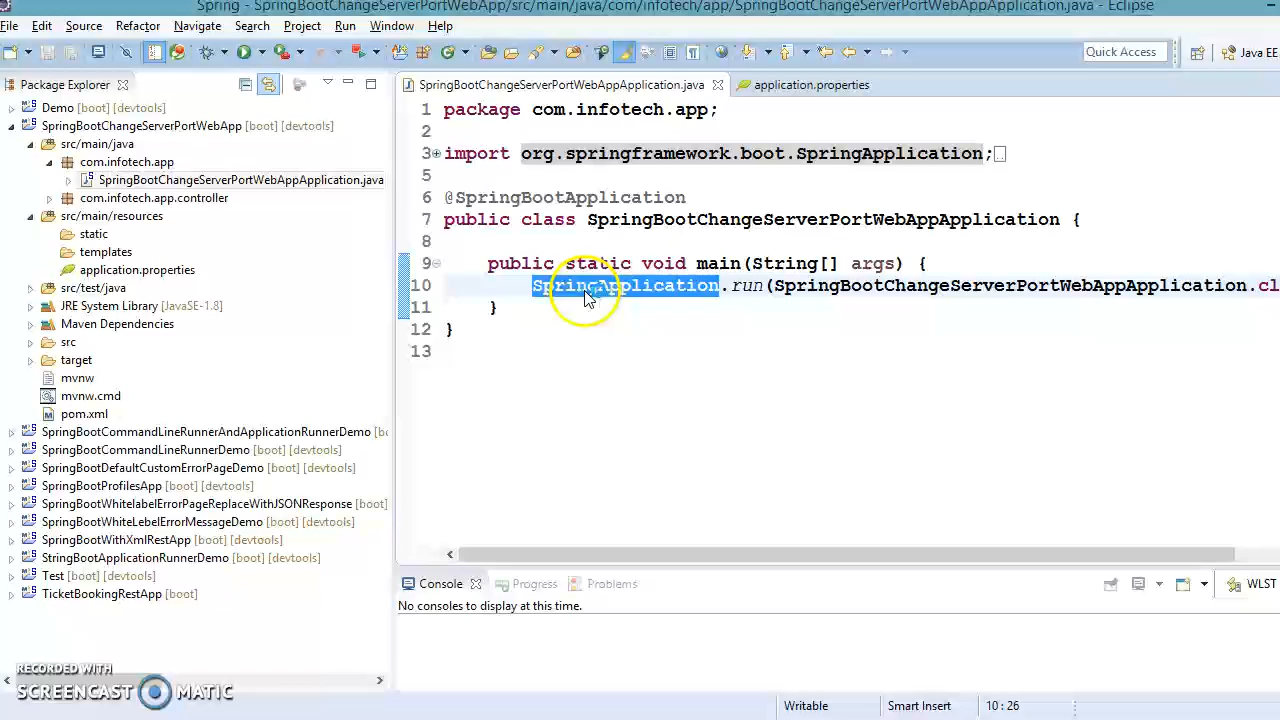 Spring - SpringBootChangeServerPortWebApp/src/main/java/com/infotech/app/SpringBootChangeServerPortWebAppApplication.java - Eclipse
File Edit Source Refactor Navigate Search Project Run Window Help
Quick Access
Java EE
Package Explorer
SpringBootChangeServerPortWebAppApplication.java
application.properties
Demo [boot] [devtools]
SpringBootChangeServerPortWebApp [boot] [devtools]
src/main/java
com.infotech.app
SpringBootChangeServerPortWebAppApplication.java
com.infotech.app.controller
src/main/resources
static
templates
application.properties
src/test/java
JRE System Library [JavaSE-1.8]
Maven Dependencies
src
target
mvnw
mvnw.cmd
pom.xml
SpringBootCommandLineRunnerAndApplicationRunnerDemo [bo
SpringBootCommandLineRunnerDemo [boot] [devtools]
SpringBootDefaultCustomErrorPageDemo [boot] [devtools]
SpringBootProfilesApp [boot] [devtools]
SpringBootWhitelabelErrorPageReplaceWithJSONResponse [boot]
SpringBootWhiteLebelErrorMessageDemo [boot] [devtools]
SpringBootWithXmlRestApp [boot] [devtools]
StringBootApplicationRunnerDemo [boot] [devtools]
Test [boot] [devtools]
TicketBookingRestApp [boot]
1 package com.infotech.app;
2
3 import org.springframework.boot.SpringApplication;
5
6 @SpringBootApplication
7 public class SpringBootChangeServerPortWebAppApplication {
8
9 public static void main(String[] args) {
10 SpringApplication.run(SpringBootChangeServerPortWebAppApplication.cl
11 }
12 }
13
Console Progress Problems
WLST
No consoles to display at this time.
RECORDED WITH
SCREENCAST MATIC
Writable Smart Insert 10 : 26